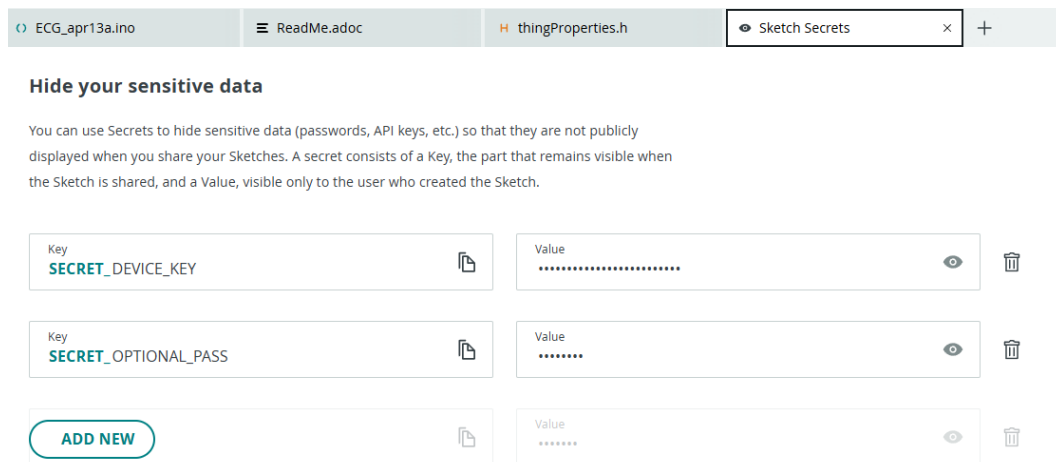 ECG_apr13a.ino
ReadMe.adoc
H thingProperties.h
Sketch Secrets
Hide your sensitive data
You can use Secrets to hide sensitive data (passwords, API keys, etc.) so that they are not publicly
displayed when you share your Sketches. A secret consists of a Key, the part that remains visible when
the Sketch is shared, and a Value, visible only to the user who created the Sketch.
Key
SECRET_DEVICE_KEY
Value
•••••••••••••••••••••••••
Key
SECRET_OPTIONAL_PASS
Value
••••••••
ADD NEW
Value
•••••••